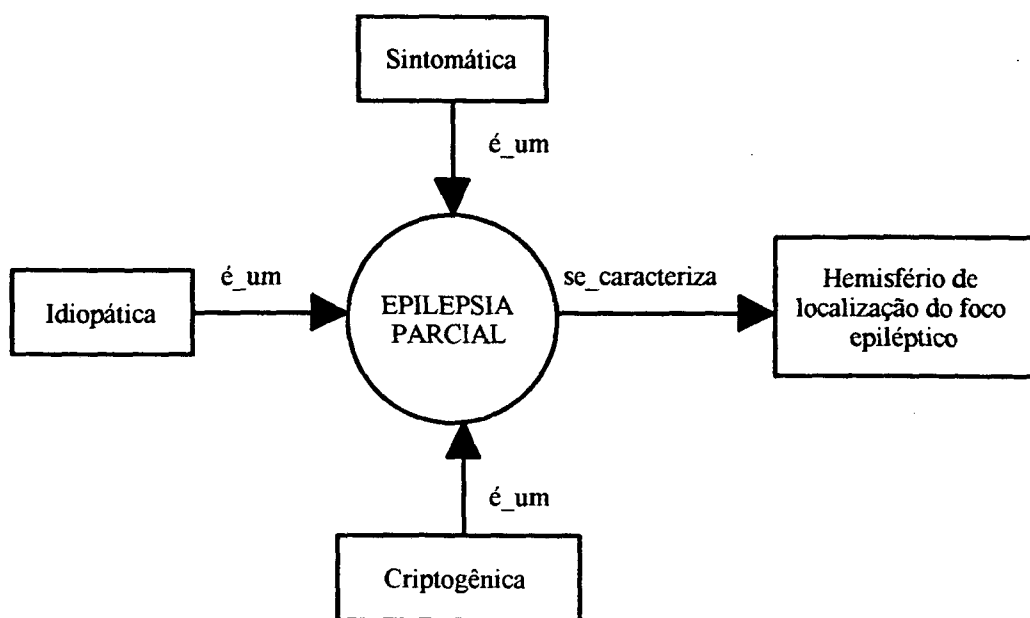 Sintomática
é_um
Idiopática
é_um
EPILEPSIA
PARCIAL
se_caracteriza
Hemisfério de
localização do foco
epiléptico
é_um
Criptogênica